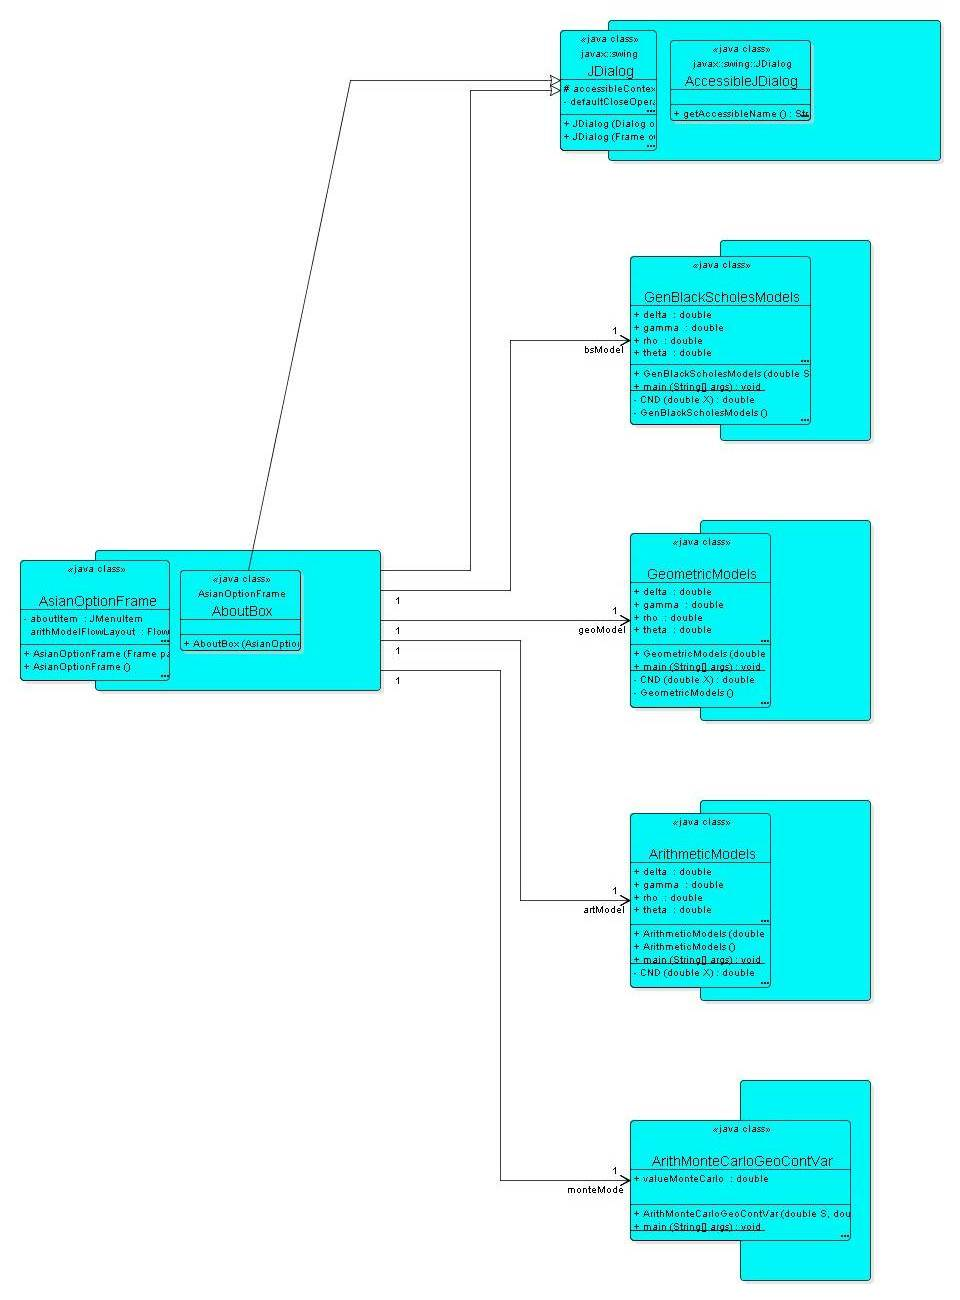 «java class»
javax::swing
JDialog
# accessibleContex
- defaultCloseOpera
...
+ JDialog (Dialog o
+ JDialog (Frame ow
...
«java class»
javax::swing::JDialog
AccessibleJDialog
+ getAccessibleName () : Str
...
«java class»
GenBlackScholesModels
+ delta : double
+ gamma : double
+ rho : double
+ theta : double
...
+ GenBlackScholesModels (double S
+ main (String[] args) : void
- CND (double X) : double
- GenBlackScholesModels ()
...
1
bsModel
«java class»
AsianOptionFrame
- aboutItem : JMenuItem
arithModelFlowLayout : Flow
...
+ AsianOptionFrame (Frame pa
+ AsianOptionFrame ()
...
«java class»
AsianOptionFrame
AboutBox
+ AboutBox (AsianOption
1
1
1
1
«java class»
GeometricModels
+ delta : double
+ gamma : double
+ rho : double
+ theta : double
...
+ GeometricModels (double
+ main (String[] args) : void
- CND (double X) : double
- GeometricModels ()
...
1
geoModel
«java class»
ArithmeticModels
+ delta : double
+ gamma : double
+ rho : double
+ theta : double
...
+ ArithmeticModels (double
+ ArithmeticModels ()
+ main (String[] args) : void
- CND (double X) : double
...
1
artModel
«java class»
ArithMonteCarloGeoContVar
+ valueMonteCarlo : double
+ ArithMonteCarloGeoContVar (double S, dou
+ main (String[] args) : void
...
1
monteMode